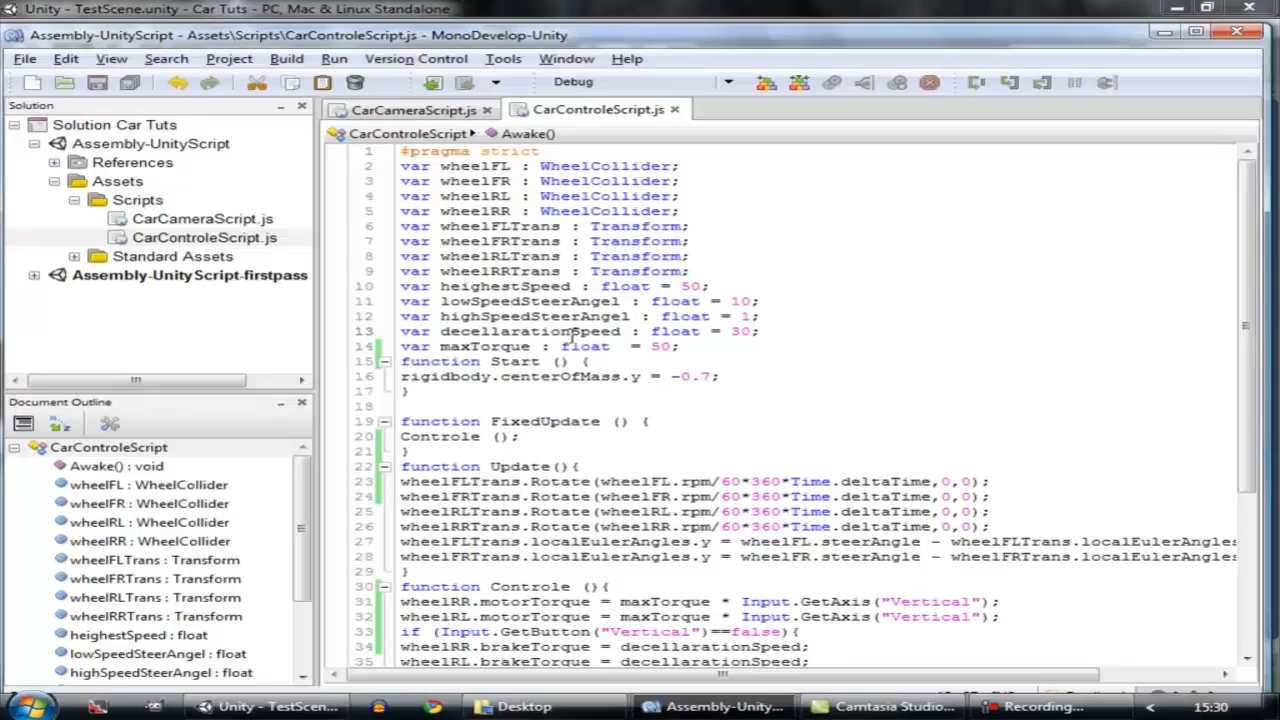 Unity - TestScene.unity - Car Tuts - PC, Mac & Linux Standalone
Assembly-UnityScript - Assets\Scripts\CarControleScript.js - MonoDevelop-Unity
File Edit View Search Project Build Run Version Control Tools Window Help
Debug
Solution
Solution Car Tuts
Assembly-UnityScript
References
Assets
Scripts
CarCameraScript.js
CarControleScript.js
Standard Assets
Assembly-UnityScript-firstpass
Document Outline
CarControleScript
Awake() : void
wheelFL : WheelCollider
wheelFR : WheelCollider
wheelRL : WheelCollider
wheelRR : WheelCollider
wheelFLTrans : Transform
wheelFRTrans : Transform
wheelRLTrans : Transform
wheelRRTrans : Transform
heighestSpeed : float
lowSpeedSteerAngel : float
highSpeedSteerAngel : float
CarCameraScript.js CarControleScript.js
CarControleScript Awake()
1 #pragma strict
2 var wheelFL : WheelCollider;
3 var wheelFR : WheelCollider;
4 var wheelRL : WheelCollider;
5 var wheelRR : WheelCollider;
6 var wheelFLTrans : Transform;
7 var wheelFRTrans : Transform;
8 var wheelRLTrans : Transform;
9 var wheelRRTrans : Transform;
10 var heighestSpeed : float = 50;
11 var lowSpeedSteerAngel : float = 10;
12 var highSpeedSteerAngel : float = 1;
13 var decellarationSpeed : float = 30;
14 var maxTorque : float = 50;
15 function Start () {
16 rigidbody.centerOfMass.y = -0.7;
17 }
18
19 function FixedUpdate () {
20 Controle ();
21 }
22 function Update(){
23 wheelFLTrans.Rotate(wheelFL.rpm/60*360*Time.deltaTime,0,0);
24 wheelFRTrans.Rotate(wheelFR.rpm/60*360*Time.deltaTime,0,0);
25 wheelRLTrans.Rotate(wheelRL.rpm/60*360*Time.deltaTime,0,0);
26 wheelRRTrans.Rotate(wheelRR.rpm/60*360*Time.deltaTime,0,0);
27 wheelFLTrans.localEulerAngles.y = wheelFL.steerAngle - wheelFLTrans.localEulerAngles
28 wheelFRTrans.localEulerAngles.y = wheelFR.steerAngle - wheelFRTrans.localEulerAngles
29 }
30 function Controle (){
31 wheelRR.motorTorque = maxTorque * Input.GetAxis("Vertical");
32 wheelRL.motorTorque = maxTorque * Input.GetAxis("Vertical");
33 if (Input.GetButton("Vertical")==false){
34 wheelRR.brakeTorque = decellarationSpeed;
35 wheelRL.brakeTorque = decellarationSpeed;
Unity - TestScen... Desktop Assembly-Unity... Camtasia Studio... Recording... 15:30